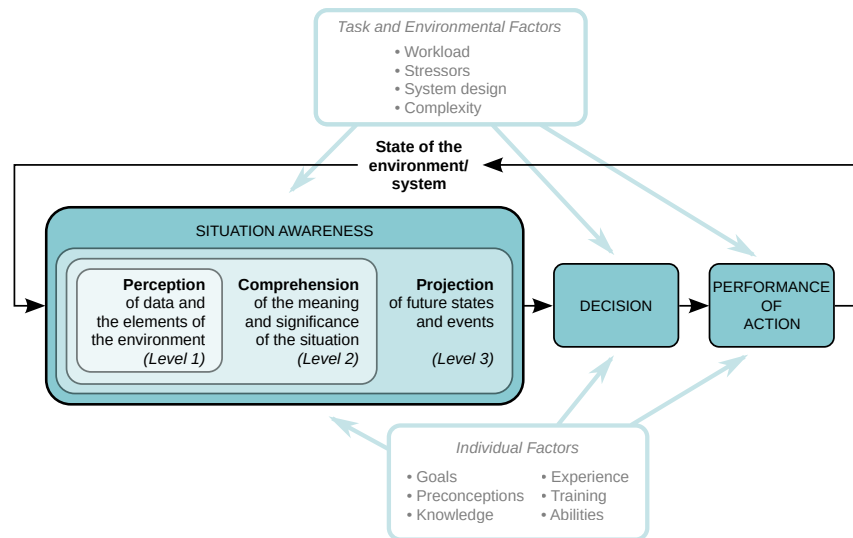 Task and Environmental Factors
• Workload
• Stressors
• System design
• Complexity
State of the
environment/
system
SITUATION AWARENESS
Perception
of data and
the elements of
the environment
(Level 1)
Comprehension
of the meaning
and significance
of the situation
(Level 2)
Projection
of future states
and events
(Level 3)
DECISION
PERFORMANCE
OF
ACTION
Individual Factors
• Goals
• Preconceptions
• Knowledge
• Experience
• Training
• Abilities